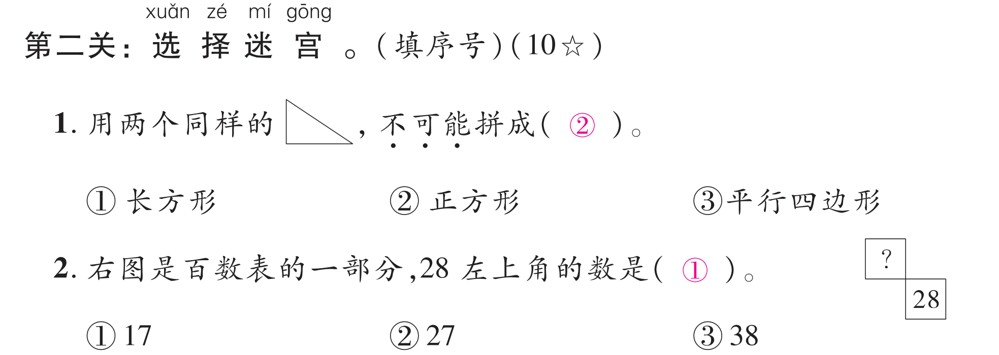 xuǎn zé mí gōng
第二关：选择迷宫。(填序号)(10☆)
1. 用两个同样的，不可能拼成( ② )。
① 长方形 ② 正方形 ③平行四边形
2. 右图是百数表的一部分,28 左上角的数是( ① )。
?
28
① 17 ② 27 ③ 38